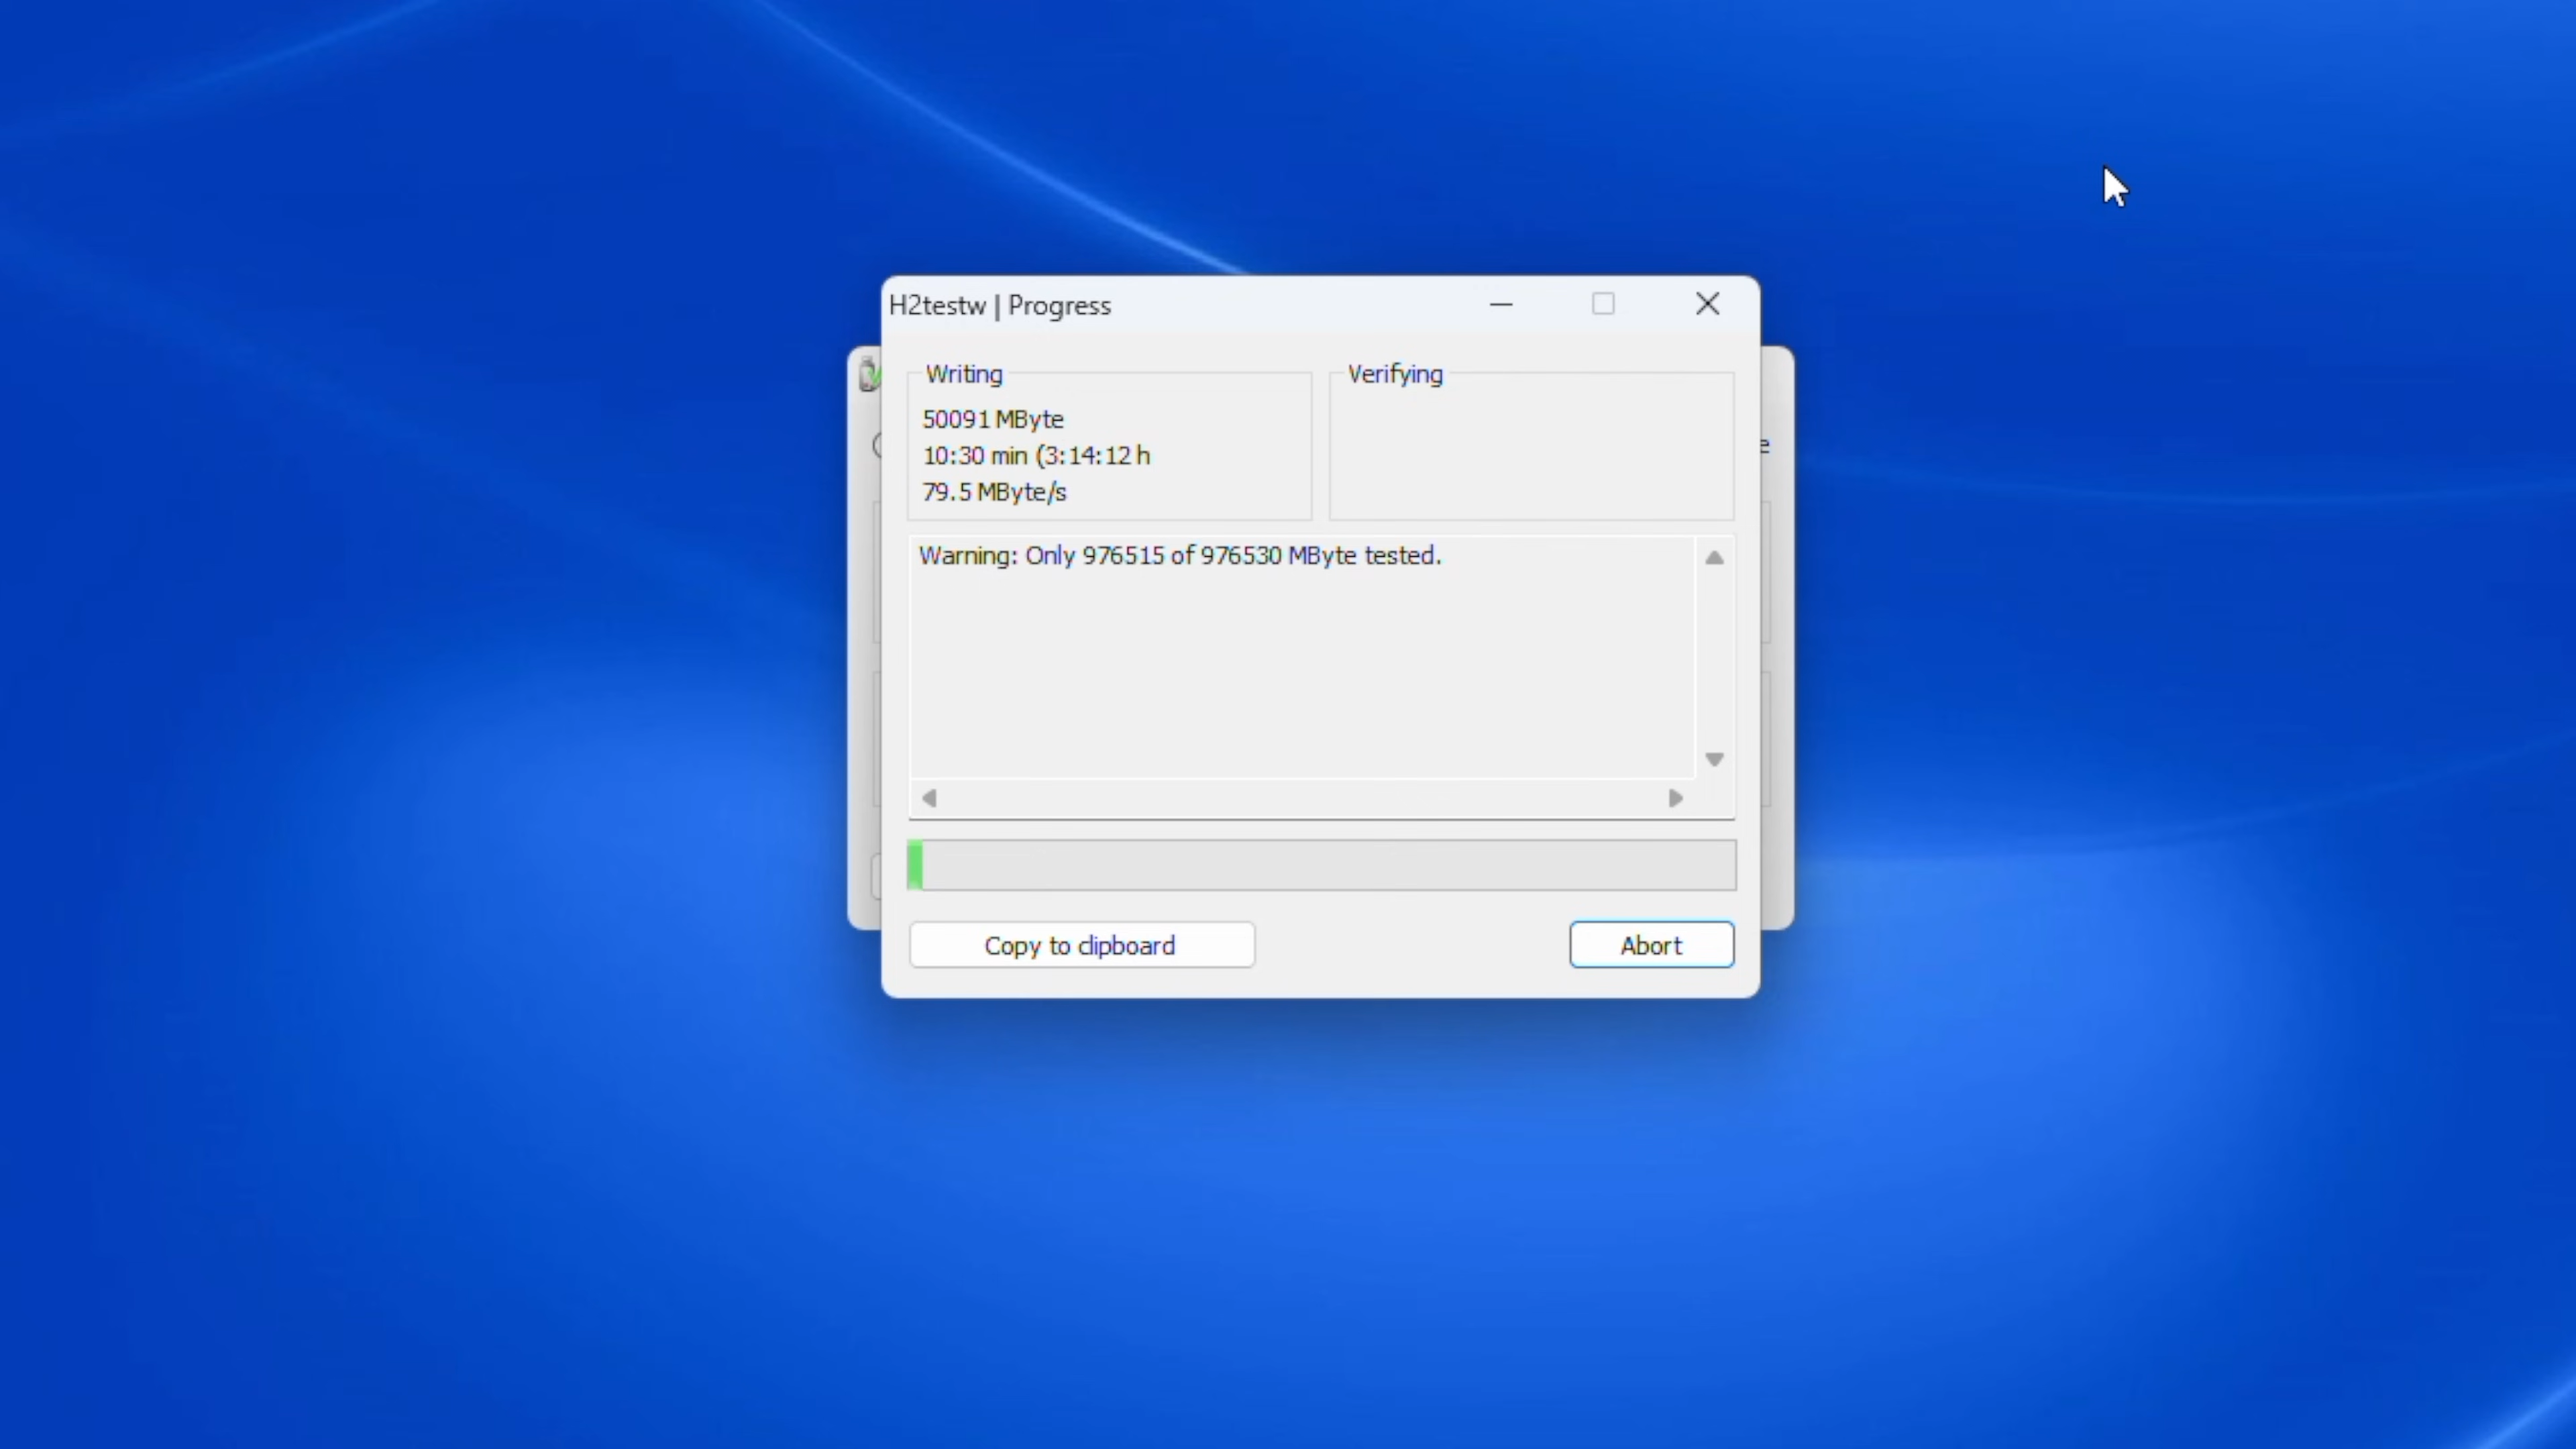 H2testw | Progress
Writing
50091 MByte
10:30 min (3:14:12 h
79.5 MByte/s
Verifying
e
Warning: Only 976515 of 976530 MByte tested.
Copy to clipboard
Abort